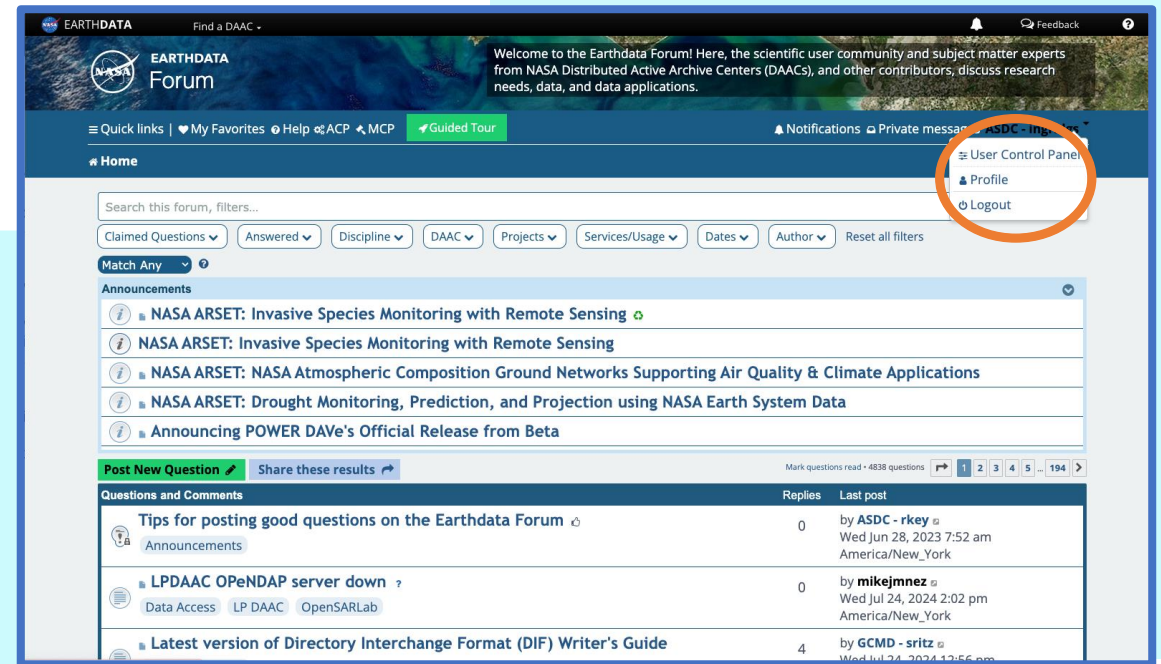 EARTHDATA Find a DAAC Feedback
NASA EARTHDATA
Forum
Welcome to the Earthdata Forum! Here, the scientific user community and subject matter experts
from NASA Distributed Active Archive Centers (DAACs), and other contributors, discuss research
needs, data, and data applications.
Quick links | My Favorites Help ACP MCP Guided Tour Notifications Private ASDC -
Home
User Control Panel
Profile
Logout
Search this forum, filters...
Claimed Questions Answered Discipline DAAC Projects Services/Usage Dates Author Reset all filters
Match Any
Announcements
NASA ARSET: Invasive Species Monitoring with Remote Sensing
NASA ARSET: Invasive Species Monitoring with Remote Sensing
NASA ARSET: NASA Atmospheric Composition Ground Networks Supporting Air Quality & Climate Applications
NASA ARSET: Drought Monitoring, Prediction, and Projection using NASA Earth System Data
Announcing POWER DAVe's Official Release from Beta
Post New Question Share these results Mark questions read • 4838 questions 1 2 3 4 5 ... 194
Questions and Comments Replies Last post
Tips for posting good questions on the Earthdata Forum 0 by ASDC - rkey
Announcements Wed Jun 28, 2023 7:52 am
America/New_York
LPDAAC OPeNDAP server down ? 0 by mikejmnez
Data Access LP DAAC OpenSARLab Wed Jul 24, 2024 2:02 pm
America/New_York
Latest version of Directory Interchange Format (DIF) Writer's Guide 4 by GCMD - sritz
Wed Jul 24, 2024 12:56 pm